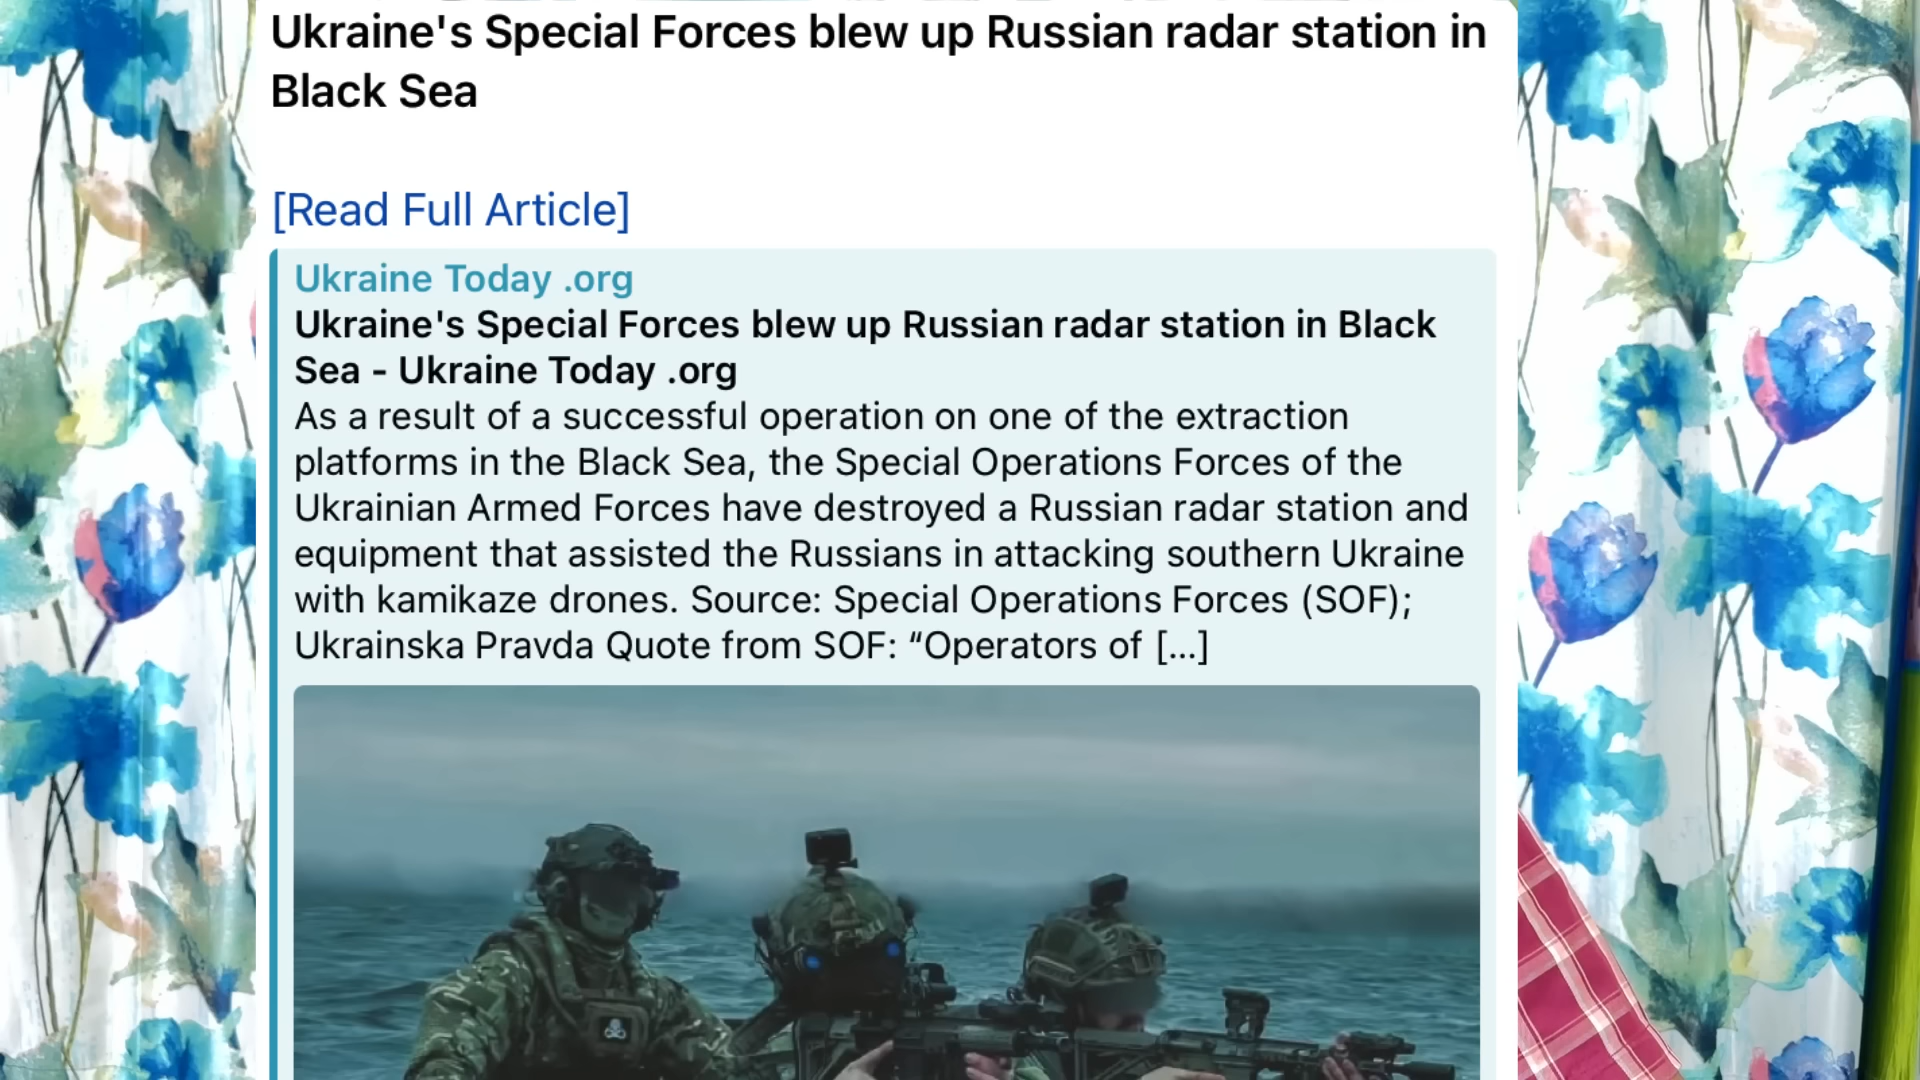 Ukraine's Special Forces blew up Russian radar station in
Black Sea
[Read Full Article]
Ukraine Today .org
Ukraine's Special Forces blew up Russian radar station in Black
Sea - Ukraine Today .org
As a result of a successful operation on one of the extraction
platforms in the Black Sea, the Special Operations Forces of the
Ukrainian Armed Forces have destroyed a Russian radar station and
equipment that assisted the Russians in attacking southern Ukraine
with kamikaze drones. Source: Special Operations Forces (SOF);
Ukrainska Pravda Quote from SOF: “Operators of [...]